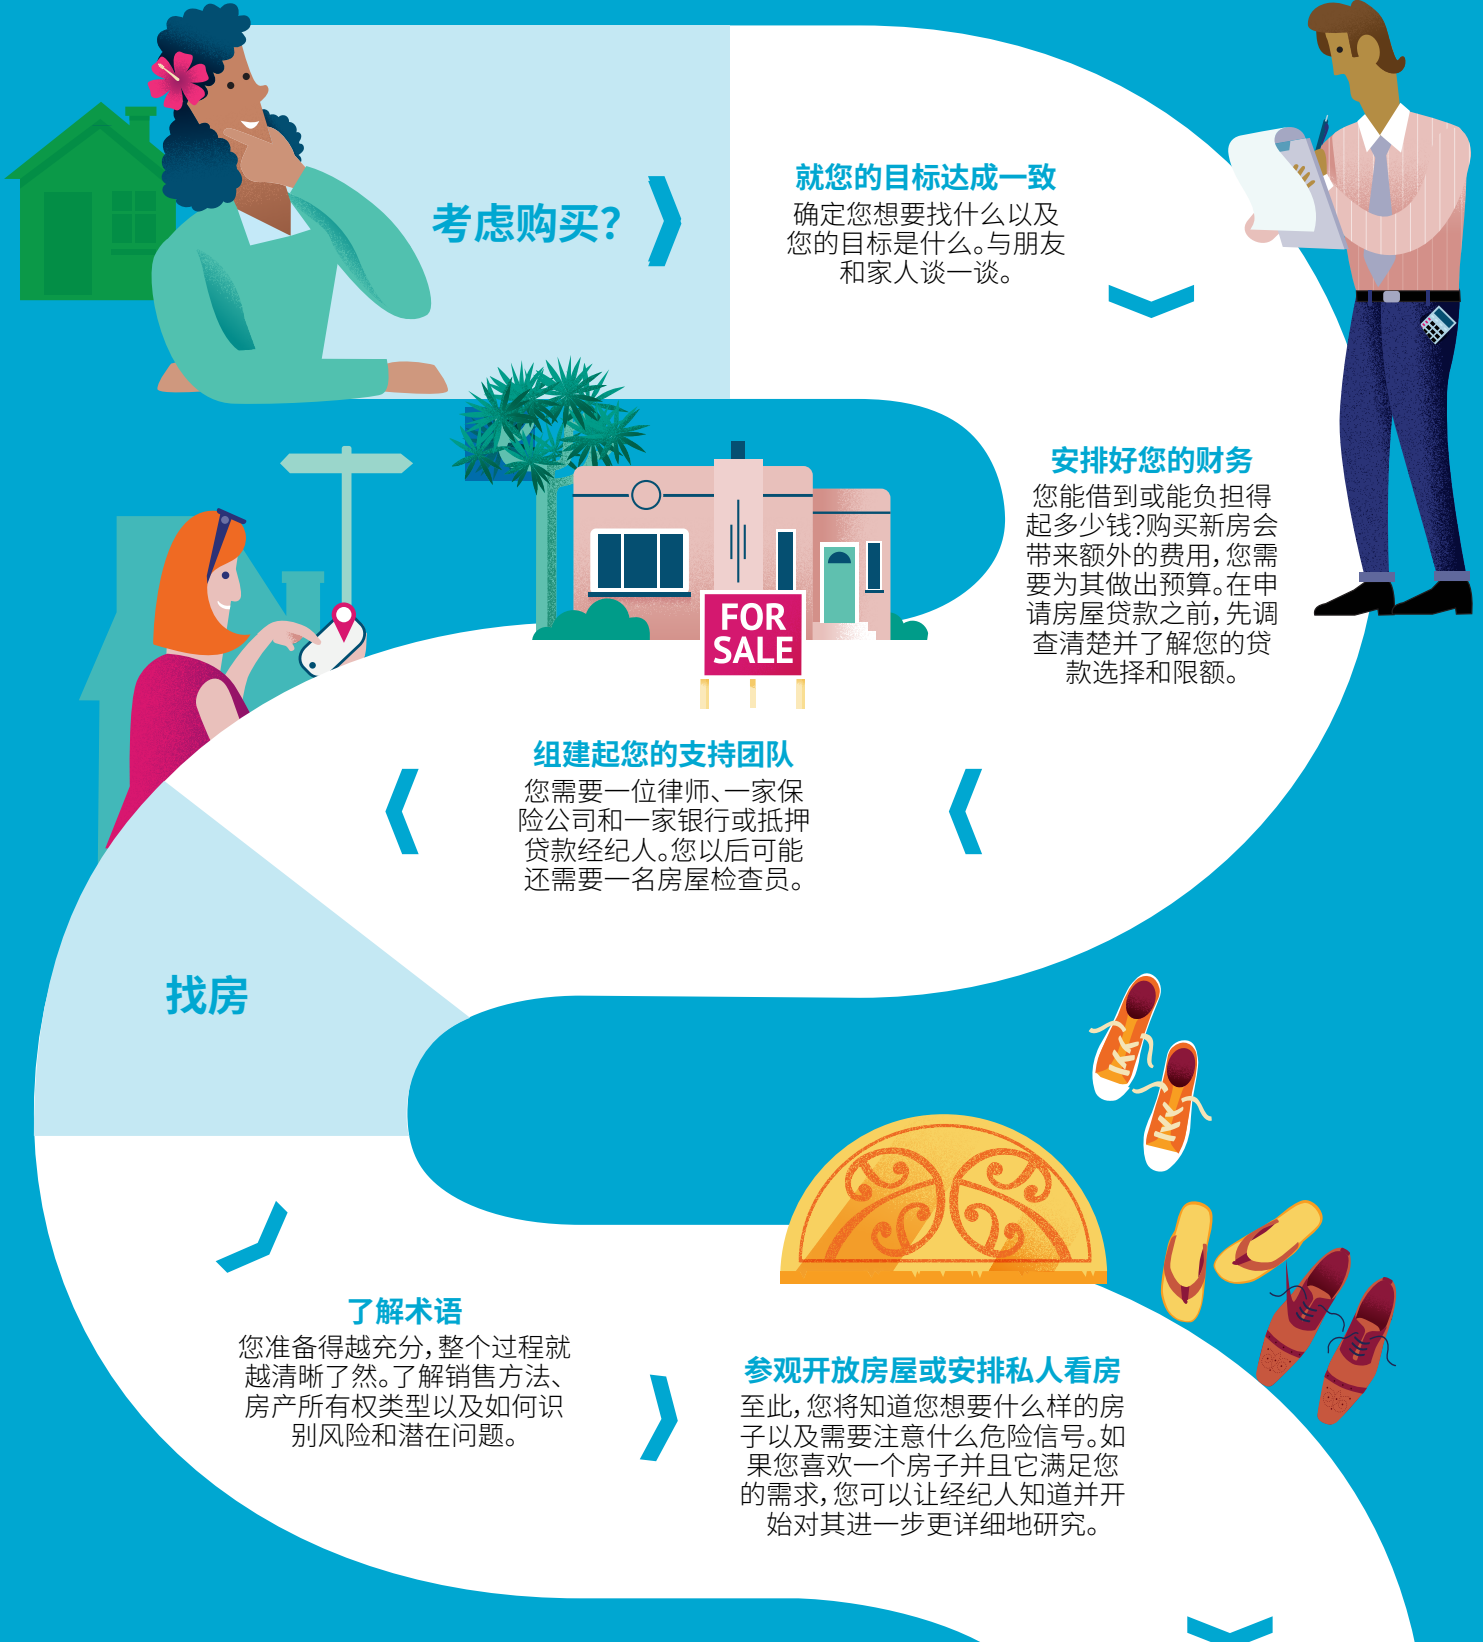 考虑购买?
就您的目标达成一致
确定您想要找什么以及
您的目标是什么。与朋友
和家人谈一谈。
安排好您的财务
您能借到或能负担得
起多少钱?购买新房会
带来额外的费用，您需
要为其做出预算。在申
请房屋贷款之前，先调
查清楚并了解您的贷
款选择和限额。
FOR
SALE
组建起您的支持团队
您需要一位律师、一家保
险公司和一家银行或抵押
贷款经纪人。您以后可能
还需要一名房屋检查员。
找房
了解术语
您准备得越充分，整个过程就
越清晰了然。了解销售方法、
房产所有权类型以及如何识
别风险和潜在问题。
参观开放房屋或安排私人看房
至此，您将知道您想要什么样的房
子以及需要注意什么危险信号。如
果您喜欢一个房子并且它满足您
的需求，您可以让经纪人知道并开
始对其进一步更详细地研究。